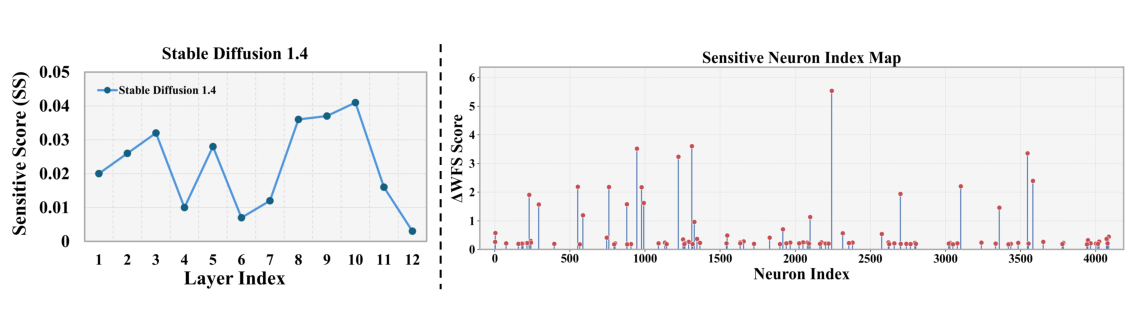 Stable Diffusion 1.4
Sensitive Score (SS)
0.05
0.04
0.03
0.02
0.01
0
Stable Diffusion 1.4
1 2 3 4 5 6 7 8 9 10 11 12
Layer Index
Sensitive Neuron Index Map
ΔWFS Score
6
5
4
3
2
1
0
0 500 1000 1500 2000 2500 3000 3500 4000
Neuron Index